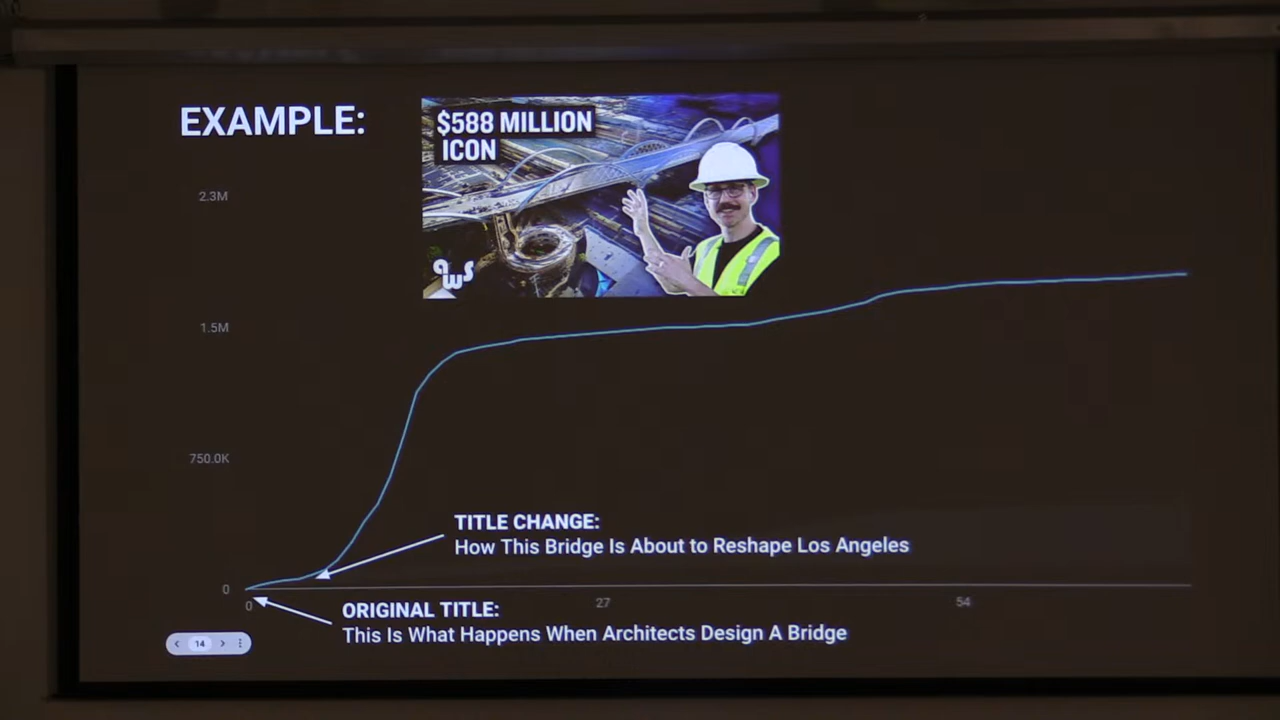 EXAMPLE:
$588 MILLION
ICON
aws
2.3M
1.5M
750.0K
0
TITLE CHANGE:
How This Bridge Is About to Reshape Los Angeles
0
27
54
ORIGINAL TITLE:
This Is What Happens When Architects Design A Bridge
14